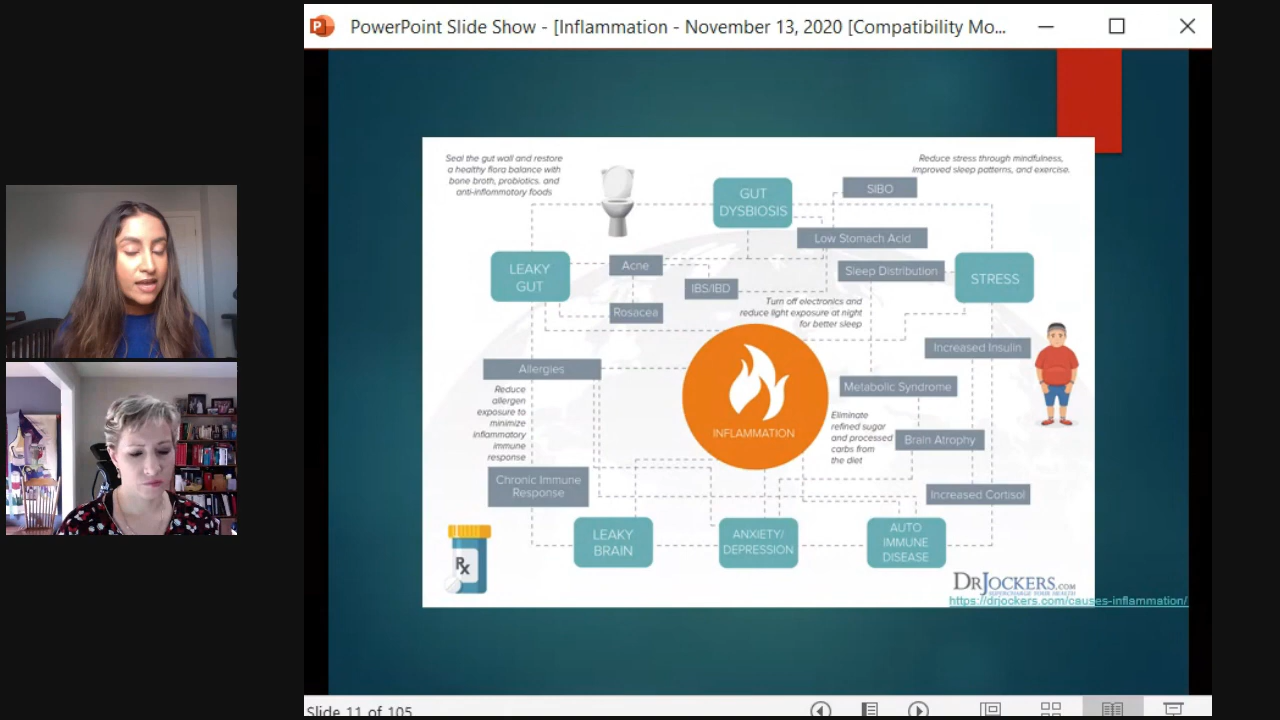 PowerPoint Slide Show - [Inflammation - November 13, 2020 [Compatibility Mo...
Seal the gut wall and restore
a healthy flora balance with
bone broth, probiotics. and
anti-inflammotory foods
Reduce stress through mindfulness,
improved sleep patterns, and exercise.
GUT
DYSBIOSIS
SIBO
Low Stomach Acid
LEAKY
GUT
Acne
IBS/IBD
Rosacea
Sleep Distribution
STRESS
Turn off electronics and
reduce light exposure at night
for better sleep
Increased Insulin
Allergies
Reduce
allergen
exposure to
minimize
inflammatory
immune
response
INFLAMMATION
Metabolic Syndrome
Eliminate
refined sugar
and processed
carbs from
the diet
Brain Atrophy
Chronic Immune
Response
Increased Cortisol
LEAKY
BRAIN
ANXIETY/
DEPRESSION
AUTO
IMMUNE
DISEASE
Rx
DRJOCKERS.COM
SUPERCHARGE YOUR HEALTH
https://drjockers.com/causes-inflammation/
Slide 11 of 105